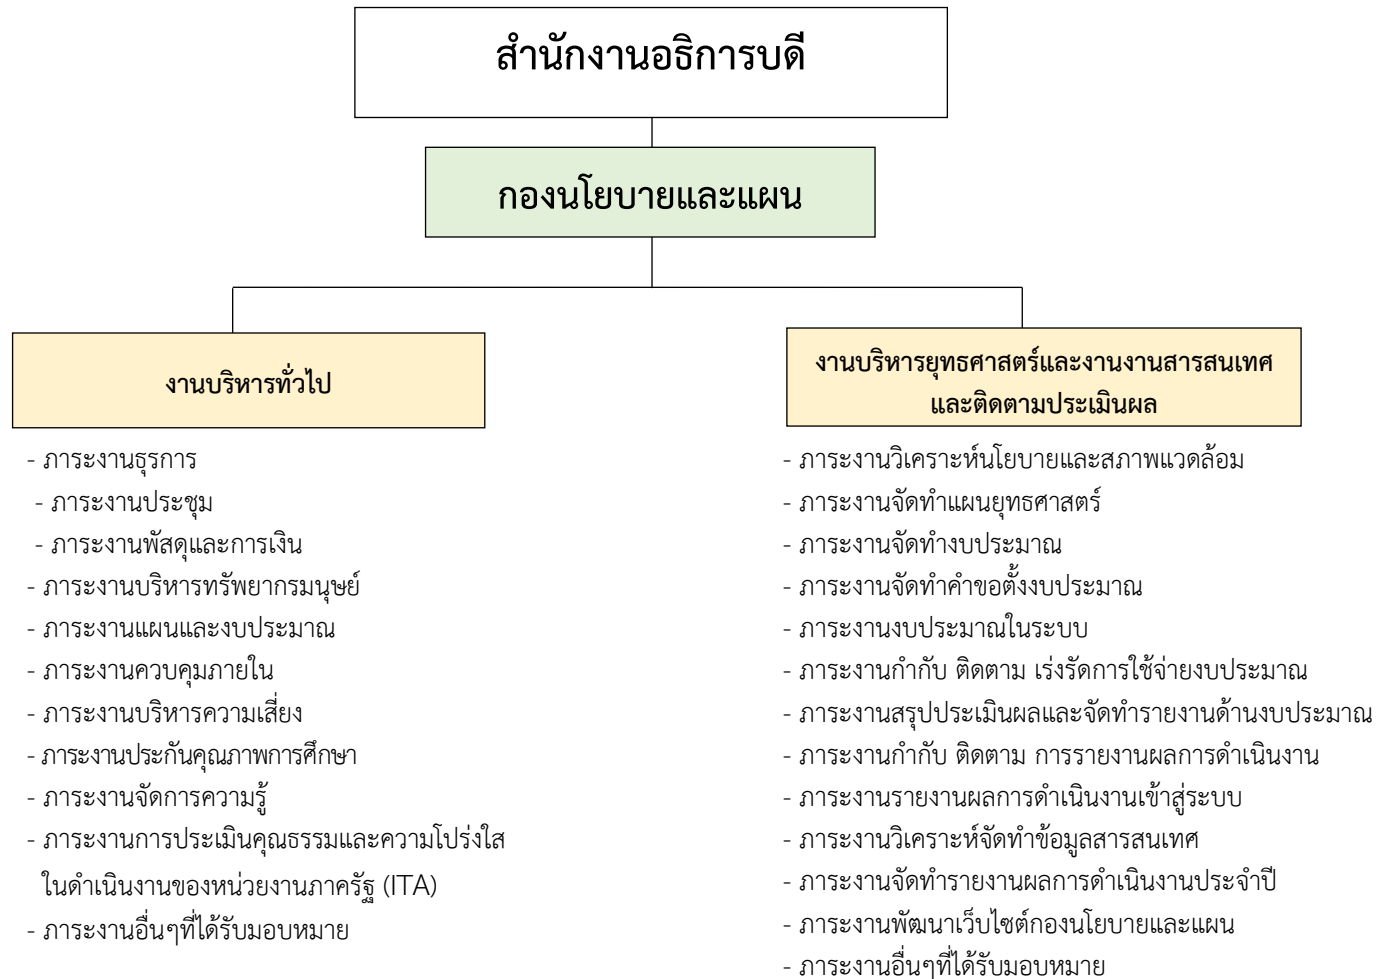 สำนักงานอธิการบดี
กองนโยบายและแผน
งานบริหารทั่วไป
- ภาระงานธุรการ
- ภาระงานประชุม
- ภาระงานพัสดุและการเงิน
- ภาระงานบริหารทรัพยากรมนุษย์
- ภาระงานแผนและงบประมาณ
- ภาระงานควบคุมภายใน
- ภาระงานบริหารความเสี่ยง
- ภาระงานประกันคุณภาพการศึกษา
- ภาระงานจัดการความรู้
- ภาระงานการประเมินคุณธรรมและความโปร่งใส
ในดำเนินงานของหน่วยงานภาครัฐ (ITA)
- ภาระงานอื่นๆที่ได้รับมอบหมาย
งานบริหารยุทธศาสตร์และงานงานสารสนเทศ
และติดตามประเมินผล
- ภาระงานวิเคราะห์นโยบายและสภาพแวดล้อม
- ภาระงานจัดทำแผนยุทธศาสตร์
- ภาระงานจัดทำงบประมาณ
- ภาระงานจัดทำคำขอตั้งงบประมาณ
- ภาระงานงบประมาณในระบบ
- ภาระงานกำกับ ติดตาม เร่งรัดการใช้จ่ายงบประมาณ
- ภาระงานสรุปประเมินผลและจัดทำรายงานด้านงบประมาณ
- ภาระงานกำกับ ติดตาม การรายงานผลการดำเนินงาน
- ภาระงานรายงานผลการดำเนินงานเข้าสู่ระบบ
- ภาระงานวิเคราะห์จัดทำข้อมูลสารสนเทศ
- ภาระงานจัดทำรายงานผลการดำเนินงานประจำปี
- ภาระงานพัฒนาเว็บไซต์กองนโยบายและแผน
- ภาระงานอื่นๆที่ได้รับมอบหมาย